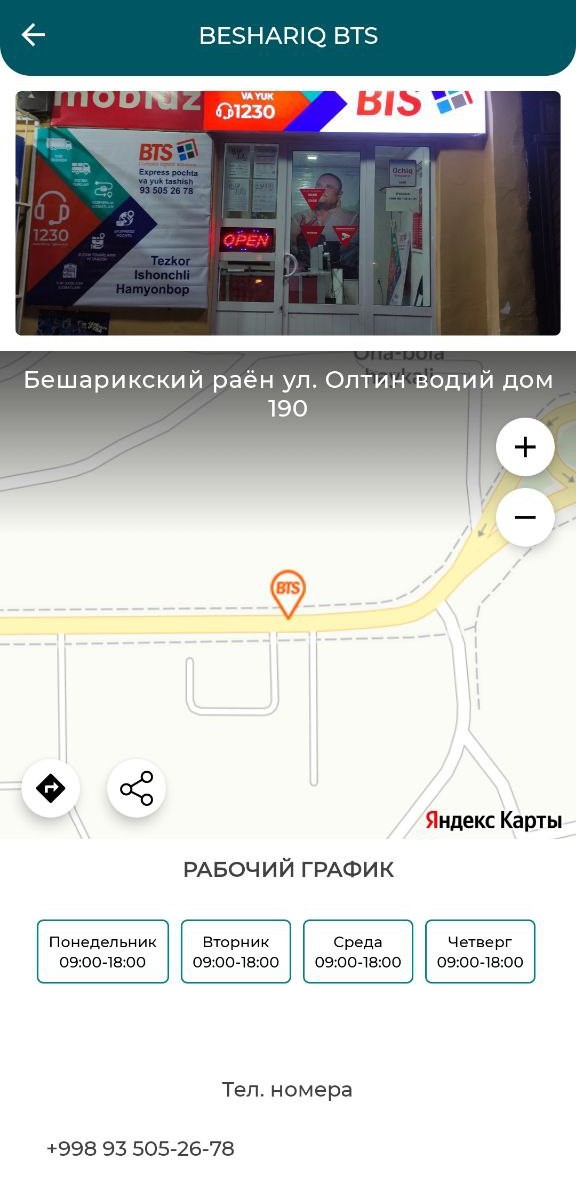 BESHARIQ BTS
mobiuz
VA YUK
1230
BTS
BTS
Express pochta
va yuk tashish
93 505 26 78
1230
OPEN
Ochiq
Tezkor
Ishonchli
Hamyonbop
Ona-bola
Бешарикский раён ул. Олтин водий дом
190
+
−
BTS
Яндекс Карты
РАБОЧИЙ ГРАФИК
Понедельник
09:00-18:00
Вторник
09:00-18:00
Среда
09:00-18:00
Четверг
09:00-18:00
Тел. номера
+998 93 505-26-78